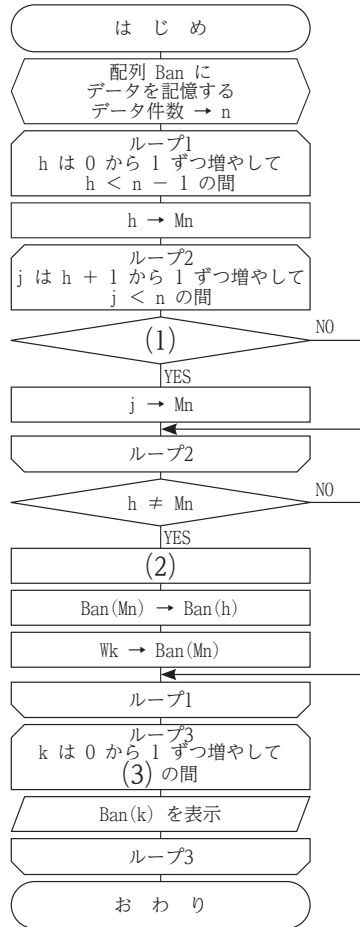 は じ め
配列 Ban に
データを記憶する
データ件数 → n
ループ1
h は 0 から 1 ずつ増やして
h < n − 1 の間
h → Mn
ループ2
j は h + 1 から 1 ずつ増やして
j < n の間
(1)
NO
YES
j → Mn
ループ2
h ≠ Mn
NO
YES
(2)
Ban(Mn) → Ban(h)
Wk → Ban(Mn)
ループ1
ループ3
k は 0 から 1 ずつ増やして
(3) の間
Ban(k) を表示
ループ3
お わ り